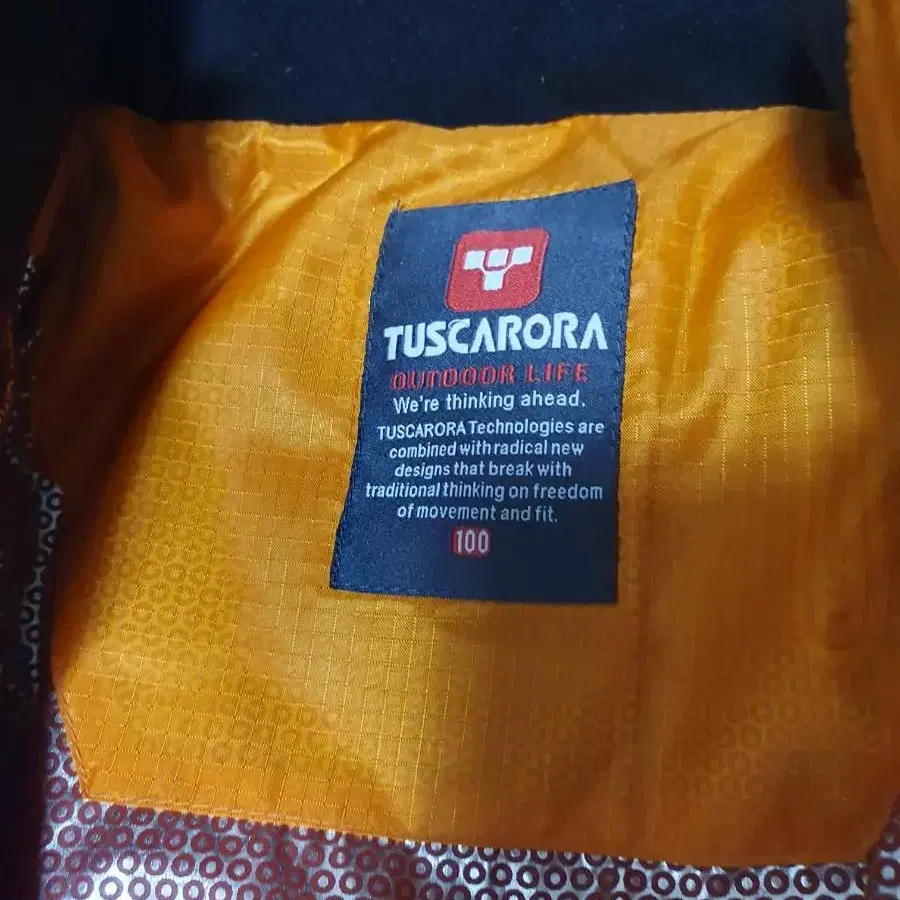 TUSCARORA
OUTDOOR LIFE
We're thinking ahead.
TUSCARORA Technologies are
combined with radical new
designs that break with
traditional thinking on freedom
of movement and fit.
100